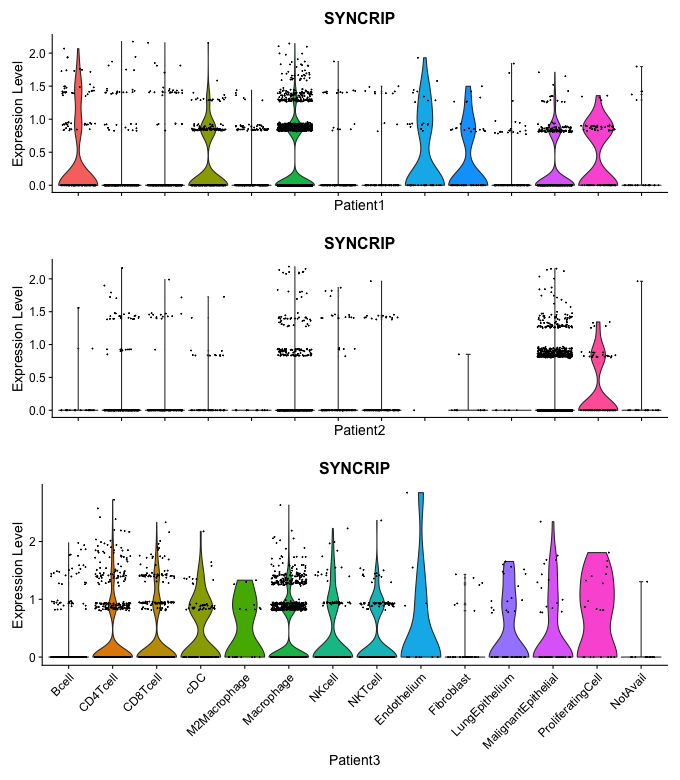 SYNCRIP
Expression Level
2.0
1.5
1.0
0.5
0.0
Patient1
SYNCRIP
Expression Level
2.0
1.5
1.0
0.5
0.0
Patient2
SYNCRIP
Expression Level
2
1
0
Bcell
CD4Tcell
CD8Tcell
cDC
M2Macrophage
Macrophage
NKcell
NKTcell
Endothelium
Fibroblast
LungEpithelium
MalignantEpithelial
ProliferatingCell
NotAvail
Patient3